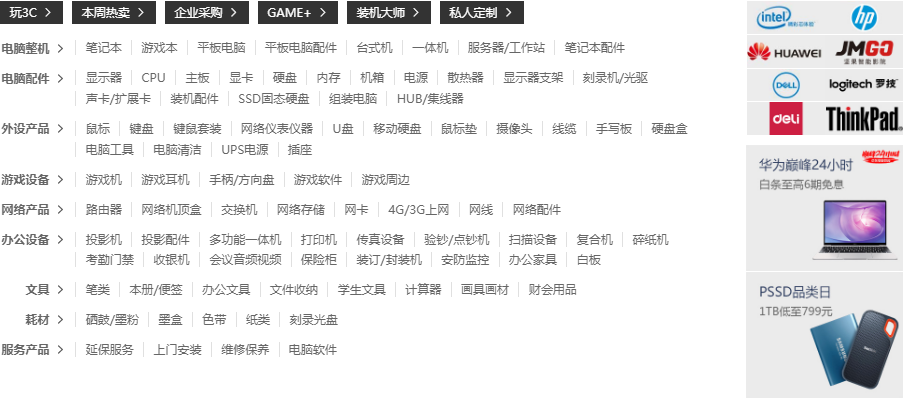 玩3C > 本周热卖 > 企业采购 > GAME+ > 装机大师 > 私人定制 >
电脑整机 > 笔记本 游戏本 平板电脑 平板电脑配件 台式机 一体机 服务器/工作站 笔记本配件
电脑配件 > 显示器 CPU 主板 显卡 硬盘 内存 机箱 电源 散热器 显示器支架 刻录机/光驱
声卡/扩展卡 装机配件 SSD固态硬盘 组装电脑 HUB/集线器
外设产品 > 鼠标 键盘 键鼠套装 网络仪表仪器 U盘 移动硬盘 鼠标垫 摄像头 线缆 手写板 硬盘盒
电脑工具 电脑清洁 UPS电源 插座
游戏设备 > 游戏机 游戏耳机 手柄/方向盘 游戏软件 游戏周边
网络产品 > 路由器 网络机顶盒 交换机 网络存储 网卡 4G/3G上网 网线 网络配件
办公设备 > 投影机 投影配件 多功能一体机 打印机 传真设备 验钞/点钞机 扫描设备 复合机 碎纸机
考勤门禁 收银机 会议音频视频 保险柜 装订/封装机 安防监控 办公家具 白板
文具 > 笔类 本册/便签 办公文具 文件收纳 学生文具 计算器 画具画材 财会用品
耗材 > 硒鼓/墨粉 墨盒 色带 纸类 刻录光盘
服务产品 > 延保服务 上门安装 维修保养 电脑软件
intel hp
HUAWEI JMGO
坚果智能影院
DELL logitech 罗技
deli ThinkPad
华为巅峰24小时
白条至高6期免息
PSSD品类日
1TB低至799元